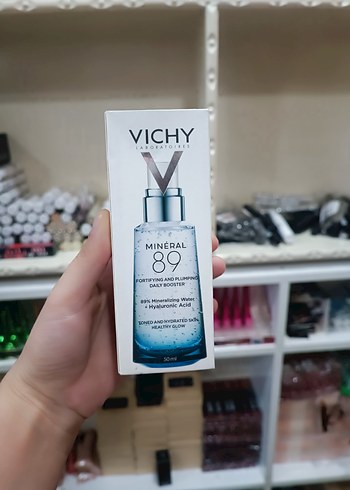 VICHY
LABORATOIRES
MINÉRAL
89
FORTIFYING AND PLUMPING
DAILY BOOSTER
89% Mineralizing Water
+ Hyaluronic Acid
TONED AND HYDRATED SKIN
HEALTHY GLOW
50ml